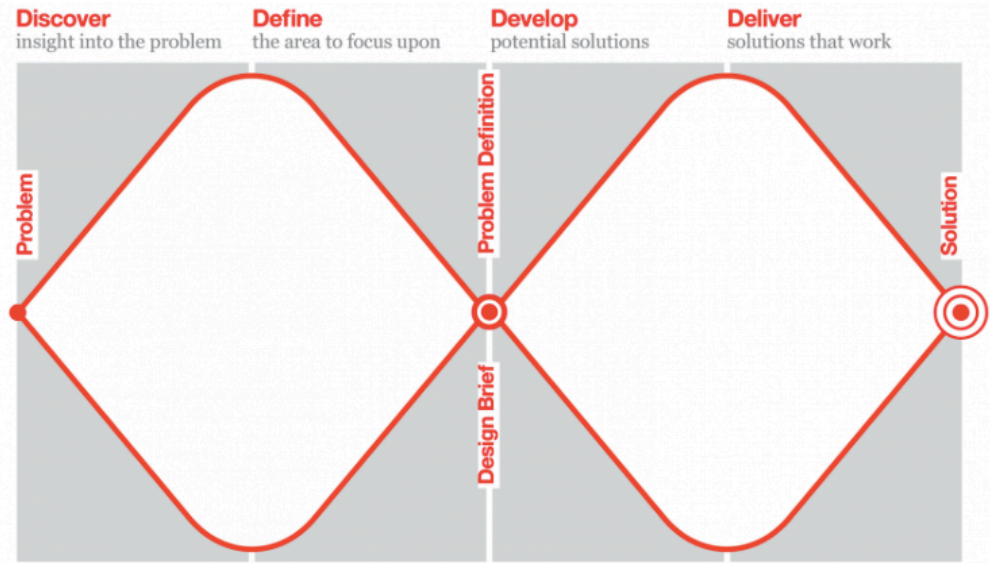 Discover
insight into the problem
Define
the area to focus upon
Develop
potential solutions
Deliver
solutions that work
Problem
Problem Definition
Design Brief
Solution